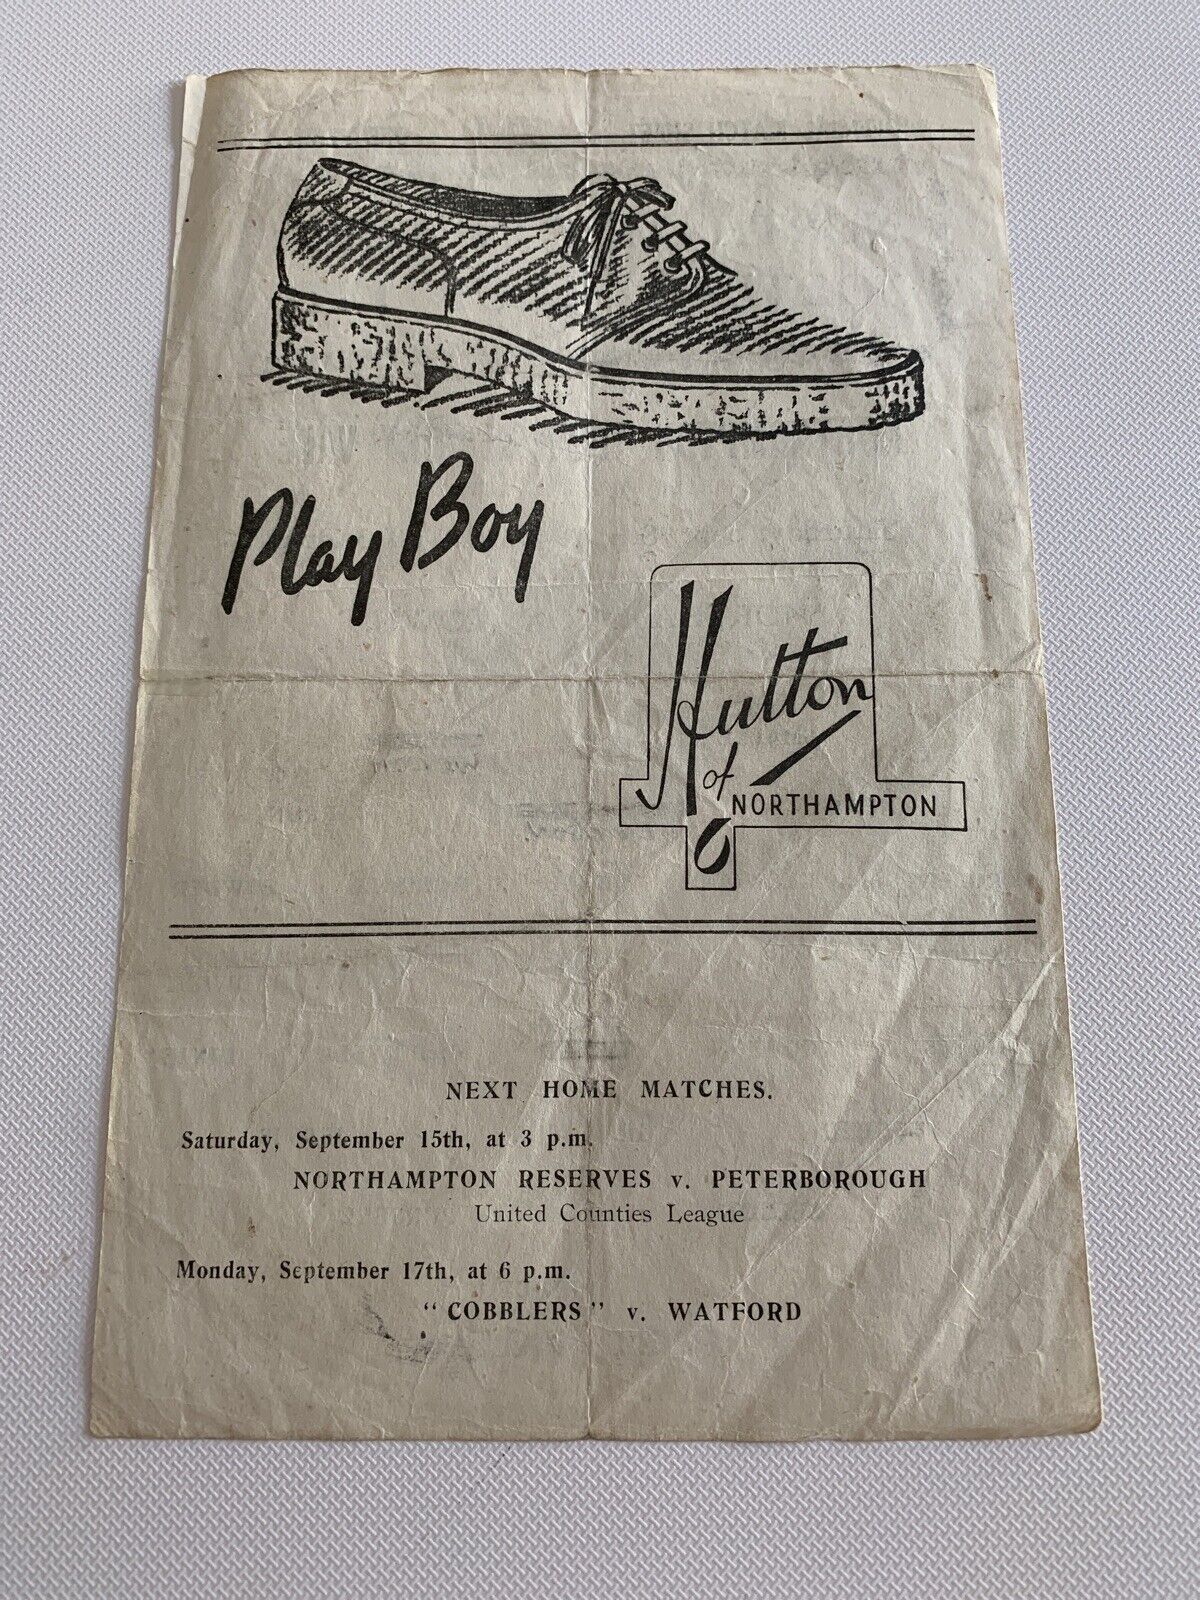 Play Boy
Hutton
of
NORTHAMPTON
NEXT HOME MATCHES.
Saturday, September 15th, at 3 p.m.
NORTHAMPTON RESERVES v. PETERBOROUGH
United Counties League
Monday, September 17th, at 6 p.m.
"COBBLERS" v. WATFORD